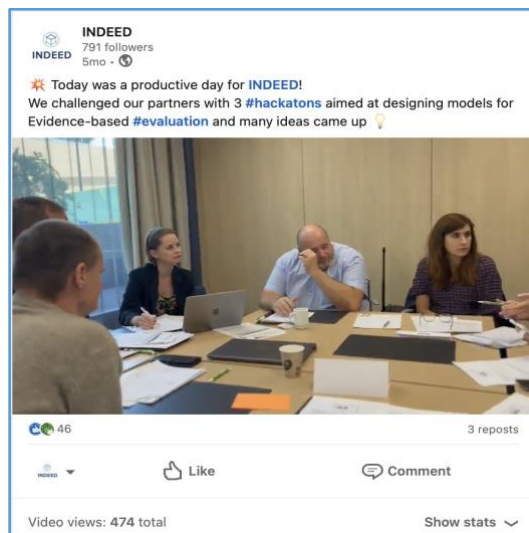 INDEED
INDEED
791 followers
5mo •
Today was a productive day for INDEED!
We challenged our partners with 3 #hackatons aimed at designing models for
Evidence-based #evaluation and many ideas came up
46
3 reposts
INDEED
Like
Comment
Video views: 474 total
Show stats